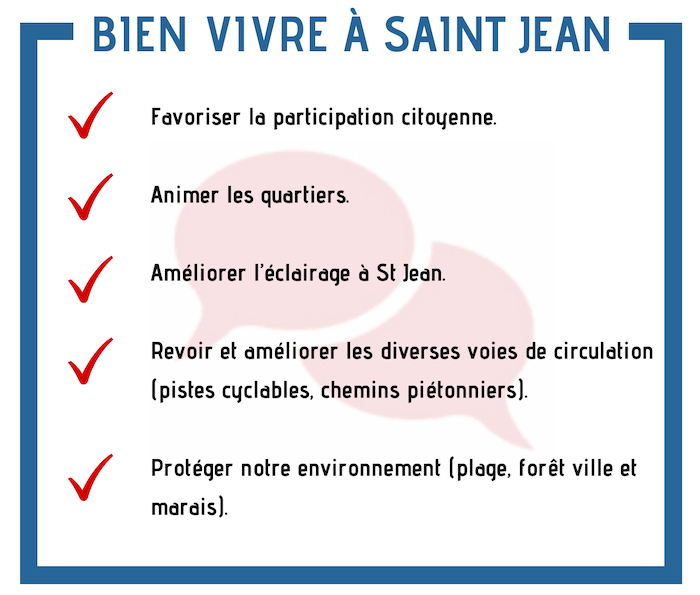 BIEN VIVRE À SAINT JEAN
Favoriser la participation citoyenne.
Animer les quartiers.
Améliorer l'éclairage à St Jean.
Revoir et améliorer les diverses voies de circulation
(pistes cyclables, chemins piétonniers).
Protéger notre environnement (plage, forêt ville et
marais).